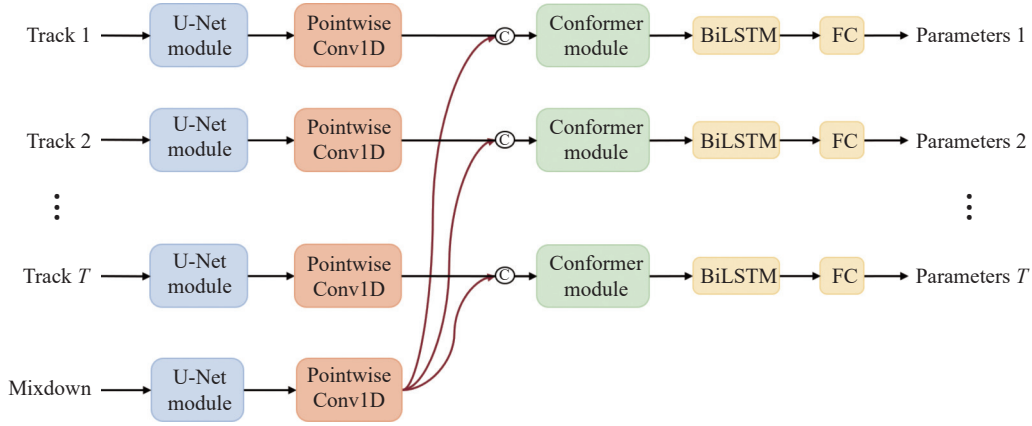 Track 1
U-Net
module
Pointwise
Conv1D
C
Conformer
module
BiLSTM
FC
Parameters 1
Track 2
U-Net
module
Pointwise
Conv1D
C
Conformer
module
BiLSTM
FC
Parameters 2
Track T
U-Net
module
Pointwise
Conv1D
C
Conformer
module
BiLSTM
FC
Parameters T
Mixdown
U-Net
module
Pointwise
Conv1D